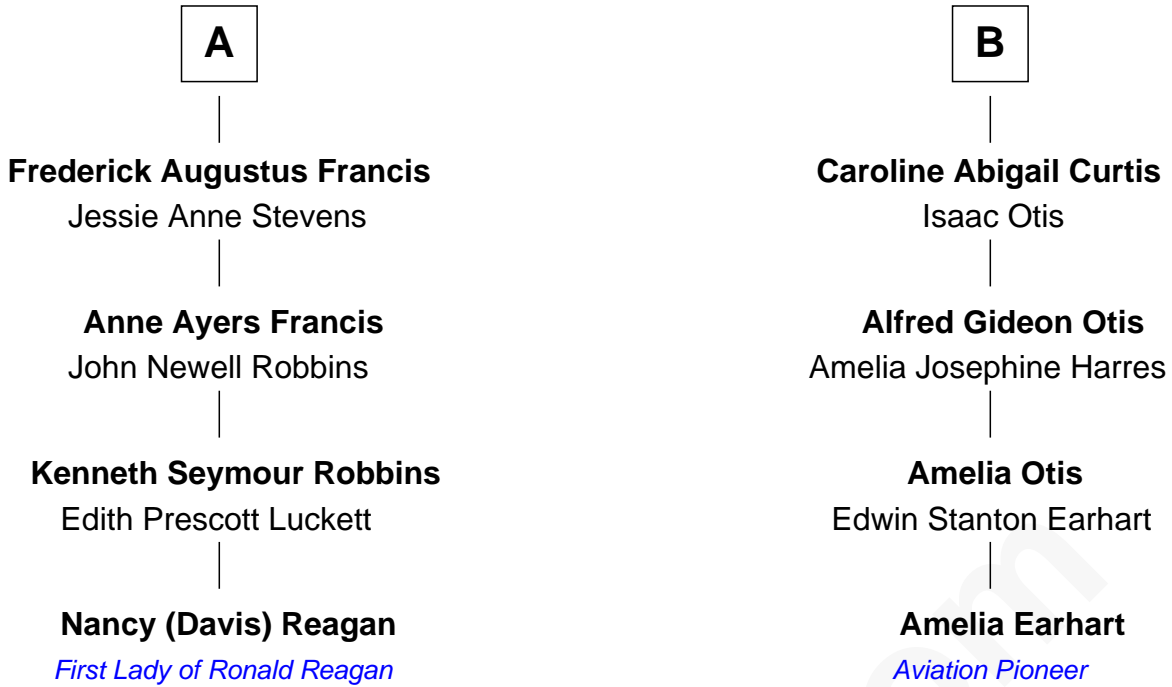 A
Frederick Augustus Francis
Jessie Anne Stevens
Anne Ayers Francis
John Newell Robbins
Kenneth Seymour Robbins
Edith Prescott Luckett
Nancy (Davis) Reagan
First Lady of Ronald Reagan
B
Caroline Abigail Curtis
Isaac Otis
Alfred Gideon Otis
Amelia Josephine Harres
Amelia Otis
Edwin Stanton Earhart
Amelia Earhart
Aviation Pioneer